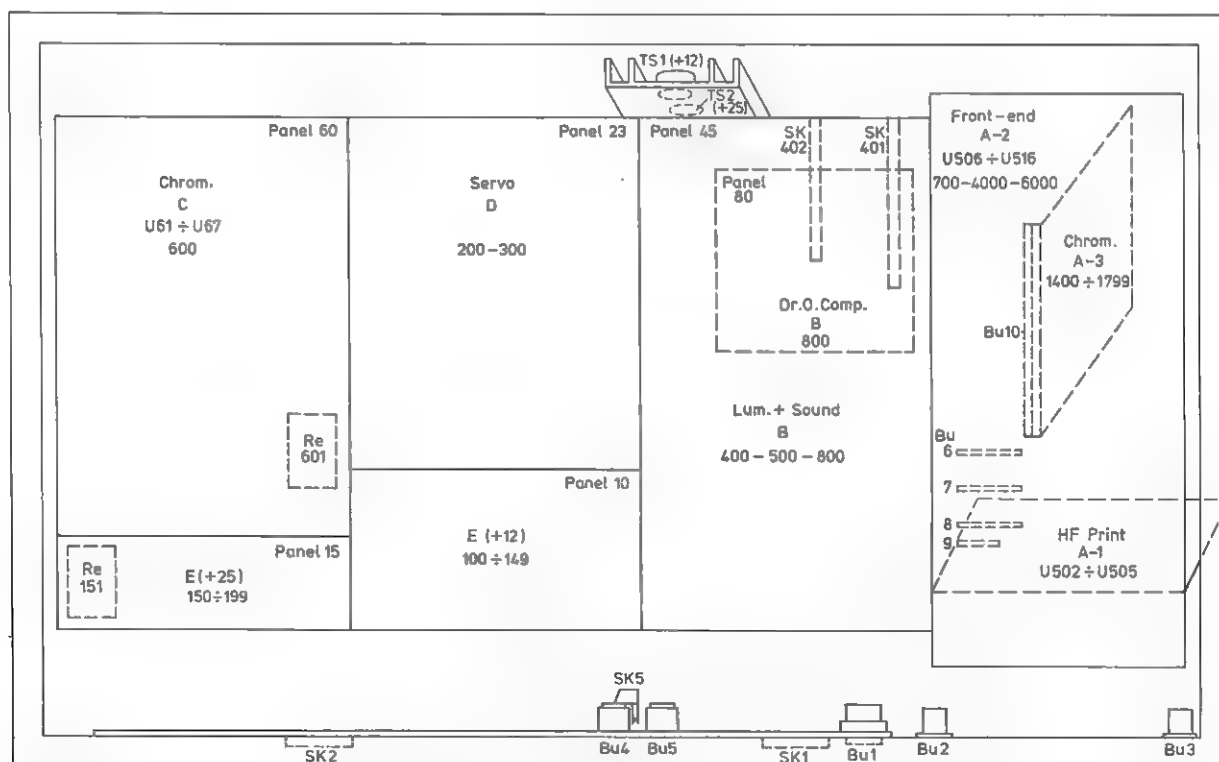 TS1 (+12)
TS2
(+25)
Panel 60
Chrom.
C
U61 ÷ U67
600
Re
601
Panel 15
Re
151
E (+25)
150÷199
Panel 23
Servo
D
200-300
Panel 10
E (+12)
100÷149
Panel 45
SK
402
SK
401
Panel
80
Dr.O.Comp.
B
800
Lum.+ Sound
B
400-500-800
Front-end
A-2
U506÷U516
700-4000-6000
Chrom.
A-3
1400÷1799
Bu10
Bu
6
7
8
9
HF Print
A-1
U502÷U505
SK5
SK2
Bu4
Bu5
SK1
Bu1
Bu2
Bu3